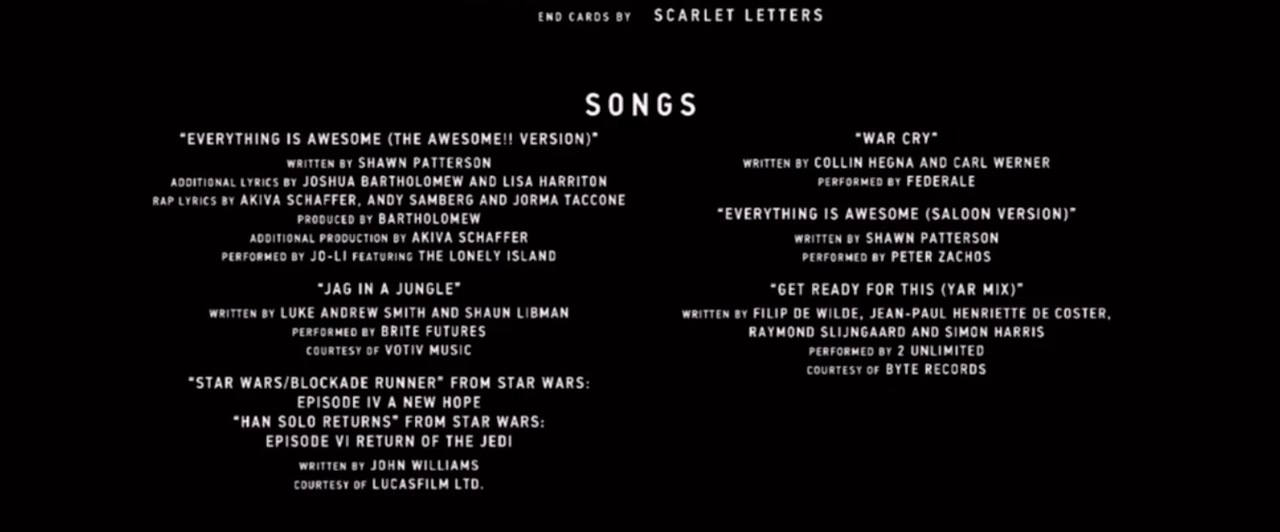 END CARDS BY SCARLET LETTERS
SONGS
"EVERYTHING IS AWESOME (THE AWESOME!! VERSION)"
WRITTEN BY SHAWN PATTERSON
ADDITIONAL LYRICS BY JOSHUA BARTHOLOMEW AND LISA HARRITON
RAP LYRICS BY AKIVA SCHAFFER, ANDY SAMBERG AND JORMA TACCONE
PRODUCED BY BARTHOLOMEW
ADDITIONAL PRODUCTION BY AKIVA SCHAFFER
PERFORMED BY JO-LI FEATURING THE LONELY ISLAND
"JAG IN A JUNGLE"
WRITTEN BY LUKE ANDREW SMITH AND SHAUN LIBMAN
PERFORMED BY BRITE FUTURES
COURTESY OF VOTIV MUSIC
"STAR WARS/BLOCKADE RUNNER" FROM STAR WARS:
EPISODE IV A NEW HOPE
"HAN SOLO RETURNS" FROM STAR WARS:
EPISODE VI RETURN OF THE JEDI
WRITTEN BY JOHN WILLIAMS
COURTESY OF LUCASFILM LTD.
"WAR CRY"
WRITTEN BY COLLIN HEGNA AND CARL WERNER
PERFORMED BY FEDERALE
"EVERYTHING IS AWESOME (SALOON VERSION)"
WRITTEN BY SHAWN PATTERSON
PERFORMED BY PETER ZACHOS
"GET READY FOR THIS (YAR MIX)"
WRITTEN BY FILIP DE WILDE, JEAN-PAUL HENRIETTE DE COSTER,
RAYMOND SLIJNGAARD AND SIMON HARRIS
PERFORMED BY 2 UNLIMITED
COURTESY OF BYTE RECORDS